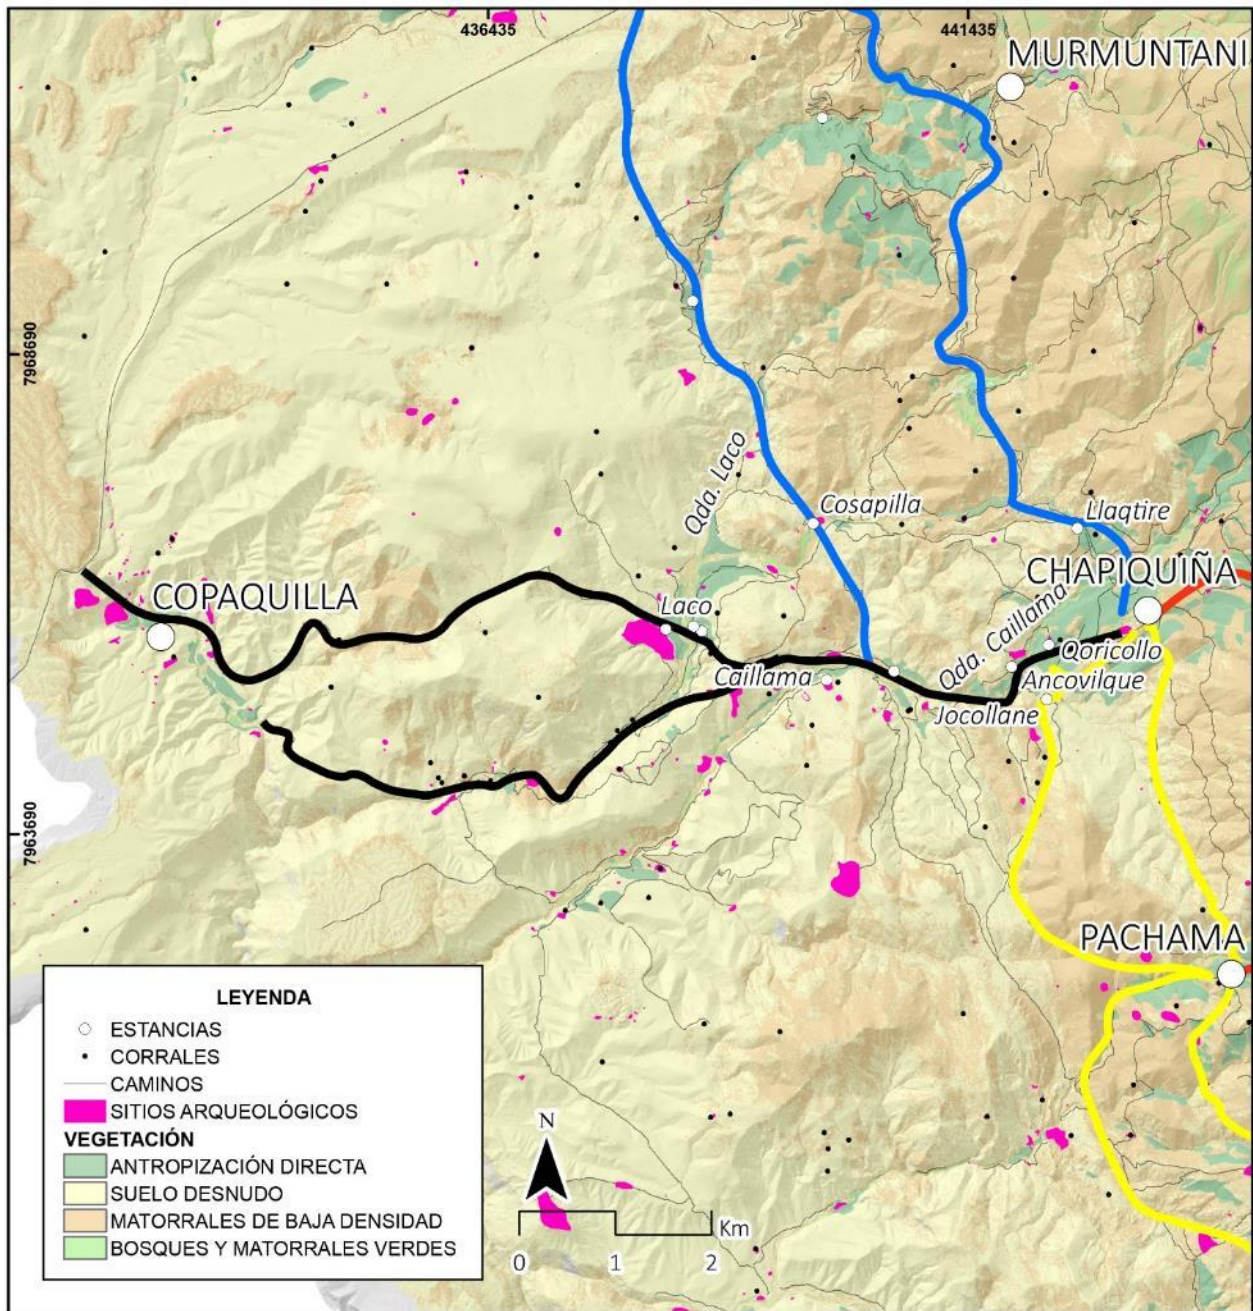 436435
441435
MURMUNTANI
7968690
Qda. Laco
Cosapilla
Llaqtire
CHAPIQUIÑA
COPAQUILLA
Laco
Qda. Caillama
Qoricollo
Caillama
Ancovilque
Jocollane
7963690
PACHAMA
LEYENDA
ESTANCIAS
CORRALES
CAMINOS
SITIOS ARQUEOLÓGICOS
VEGETACIÓN
ANTROPIZACIÓN DIRECTA
SUELO DESNUDO
MATORRALES DE BAJA DENSIDAD
BOSQUES Y MATORRALES VERDES
N
Km
0 1 2